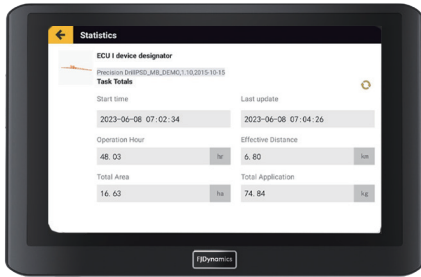 Statistics
ECU I device designator
Precision DrillPSD_MB_DEMO,1.10,2015-10-15
Task Totals
Start time
Last update
2023-06-08 07:02:34
2023-06-08 07:04:26
Operation Hour
Effective Distance
48.03 hr
6.80 km
Total Area
Total Application
16.63 ha
74.84 kg
FJDynamics